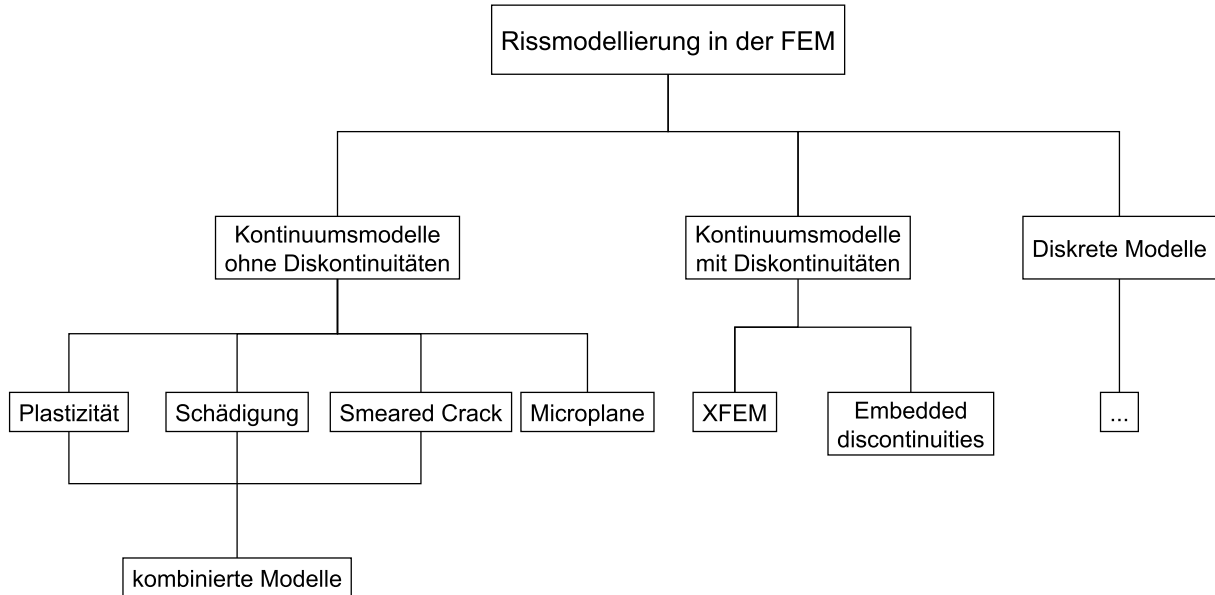 Rissmodellierung in der FEM
Kontinuumsmodelle
ohne Diskontinuitäten
Kontinuumsmodelle
mit Diskontinuitäten
Diskrete Modelle
Plastizität
Schädigung
Smeared Crack
Microplane
XFEM
Embedded
discontinuities
...
kombinierte Modelle